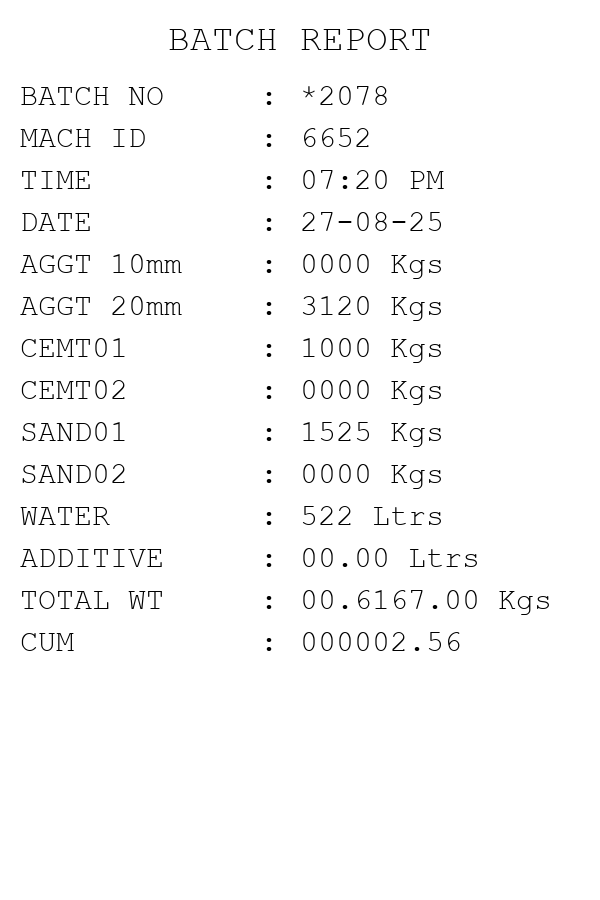 BATCH REPORT
BATCH NO : *2078
MACH ID : 6652
TIME : 07:20 PM
DATE : 27-08-25
AGGT 10mm : 0000 Kgs
AGGT 20mm : 3120 Kgs
CEMT01 : 1000 Kgs
CEMT02 : 0000 Kgs
SAND01 : 1525 Kgs
SAND02 : 0000 Kgs
WATER : 522 Ltrs
ADDITIVE : 00.00 Ltrs
TOTAL WT : 00.6167.00 Kgs
CUM : 000002.56